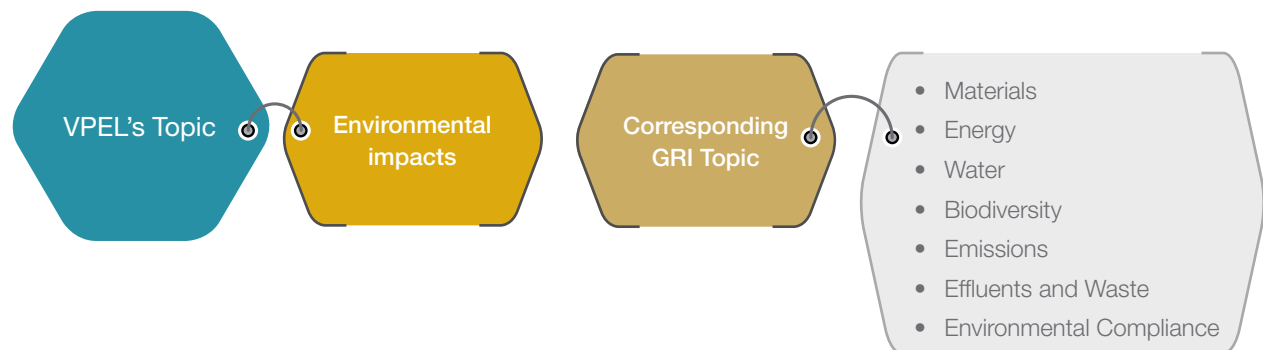 VPEL’s Topic
Environmental
impacts
Corresponding
GRI Topic
• Materials
• Energy
• Water
• Biodiversity
• Emissions
• Effluents and Waste
• Environmental Compliance